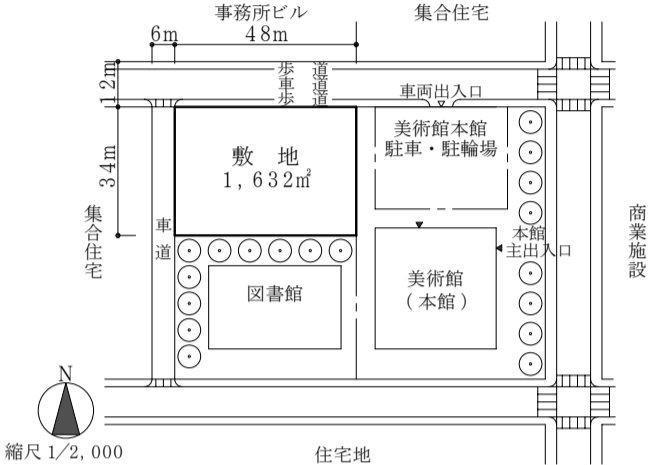 事務所ビル
集合住宅
6m
48m
12m
歩道
車道
歩道
車両出入口
34m
敷地
1,632㎡
美術館本館
駐車・駐輪場
集合住宅
車道
本館
主出入口
商業施設
図書館
美術館
(本館)
N
縮尺 1/2,000
住宅地